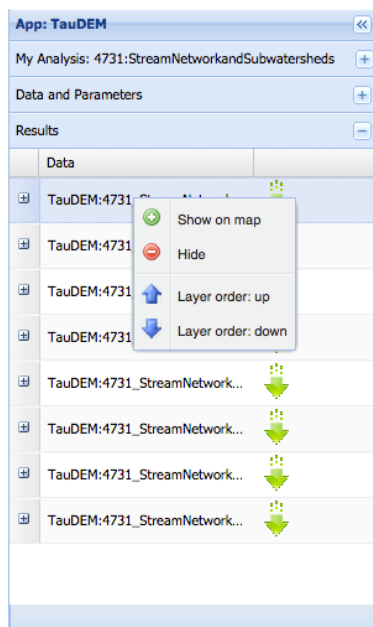 App: TauDEM
My Analysis: 4731:StreamNetworkandSubwatersheds
Data and Parameters
Results
Data
TauDEM:4731_StreamNetwork...
Show on map
TauDEM:4731
Hide
TauDEM:4731
Layer order: up
TauDEM:4731
Layer order: down
TauDEM:4731_StreamNetwork...
TauDEM:4731_StreamNetwork...
TauDEM:4731_StreamNetwork...
TauDEM:4731_StreamNetwork...